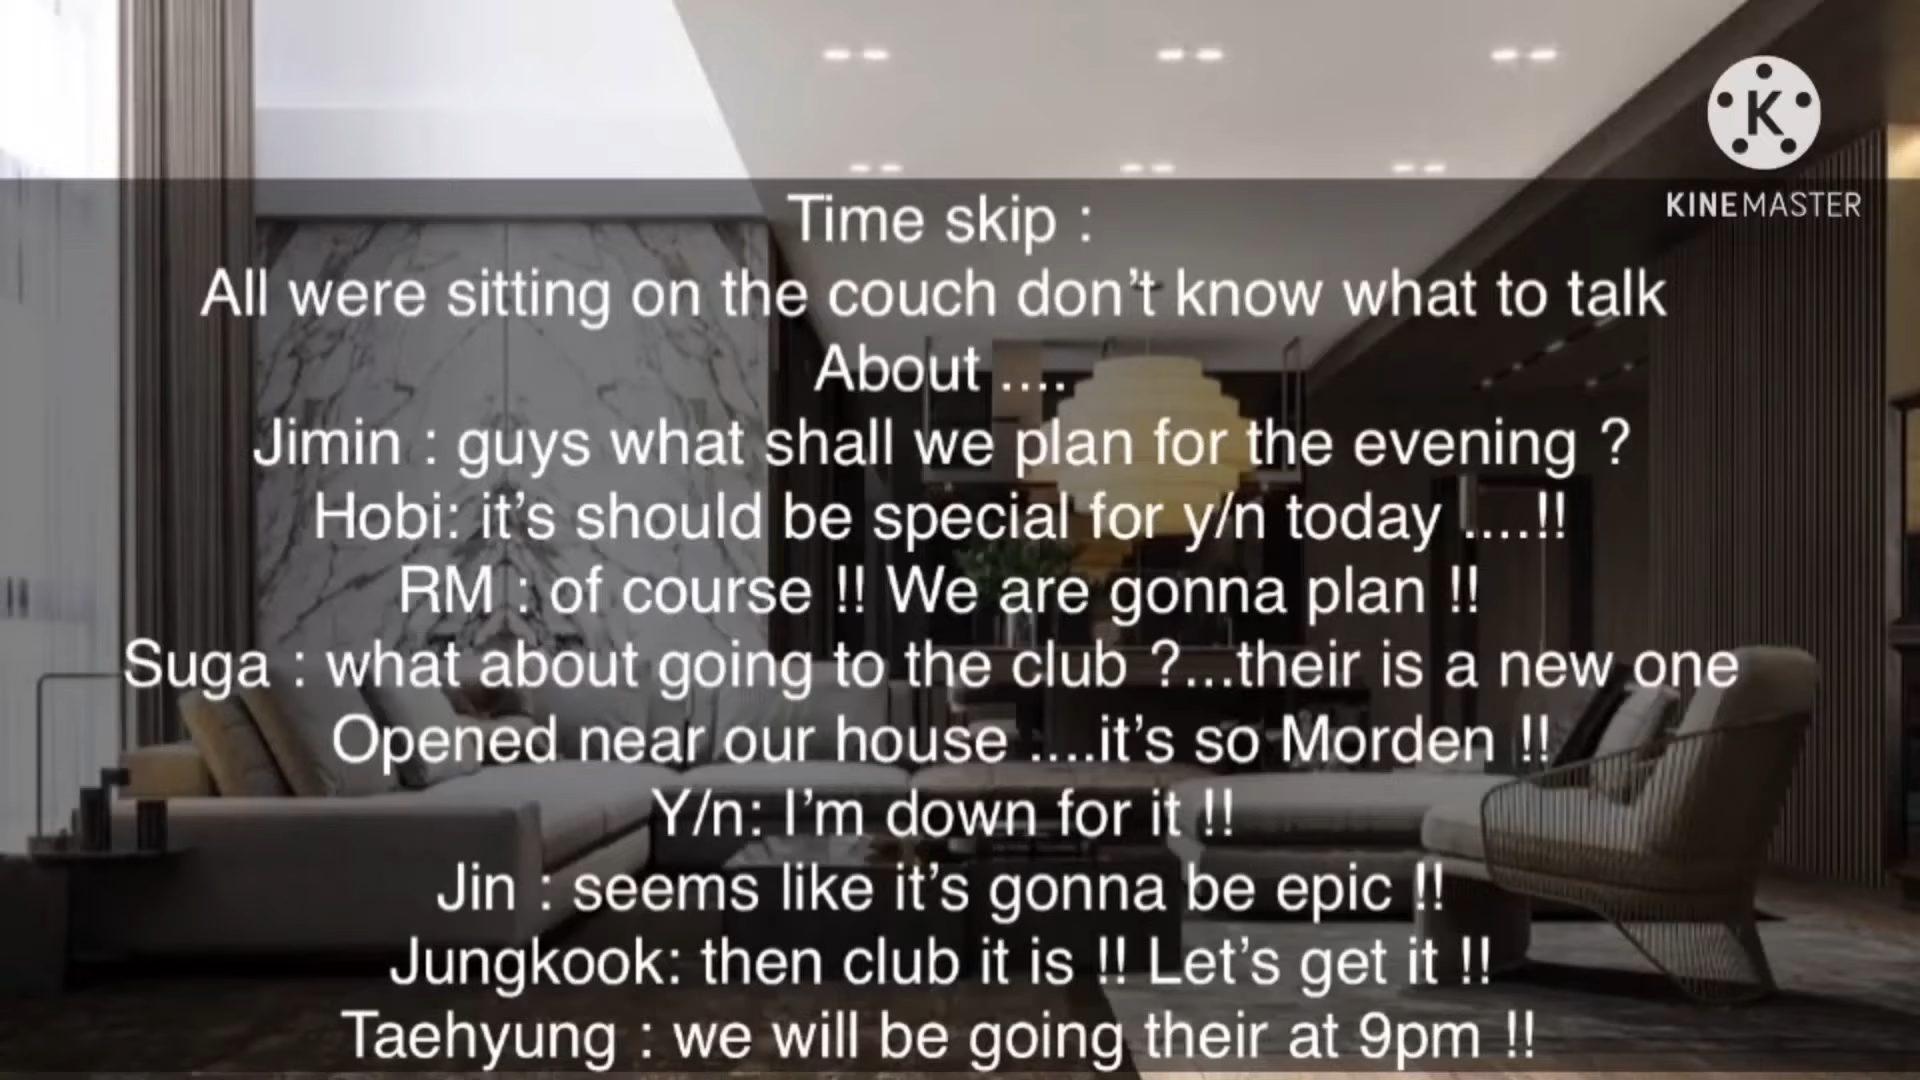 K
KINEMASTER
Time skip :
All were sitting on the couch don’t know what to talk
About ....
Jimin : guys what shall we plan for the evening ?
Hobi: it’s should be special for y/n today ....!!
RM : of course !! We are gonna plan !!
Suga : what about going to the club ?...their is a new one
Opened near our house ....it’s so Morden !!
Y/n: I’m down for it !!
Jin : seems like it’s gonna be epic !!
Jungkook: then club it is !! Let’s get it !!
Taehyung : we will be going their at 9pm !!